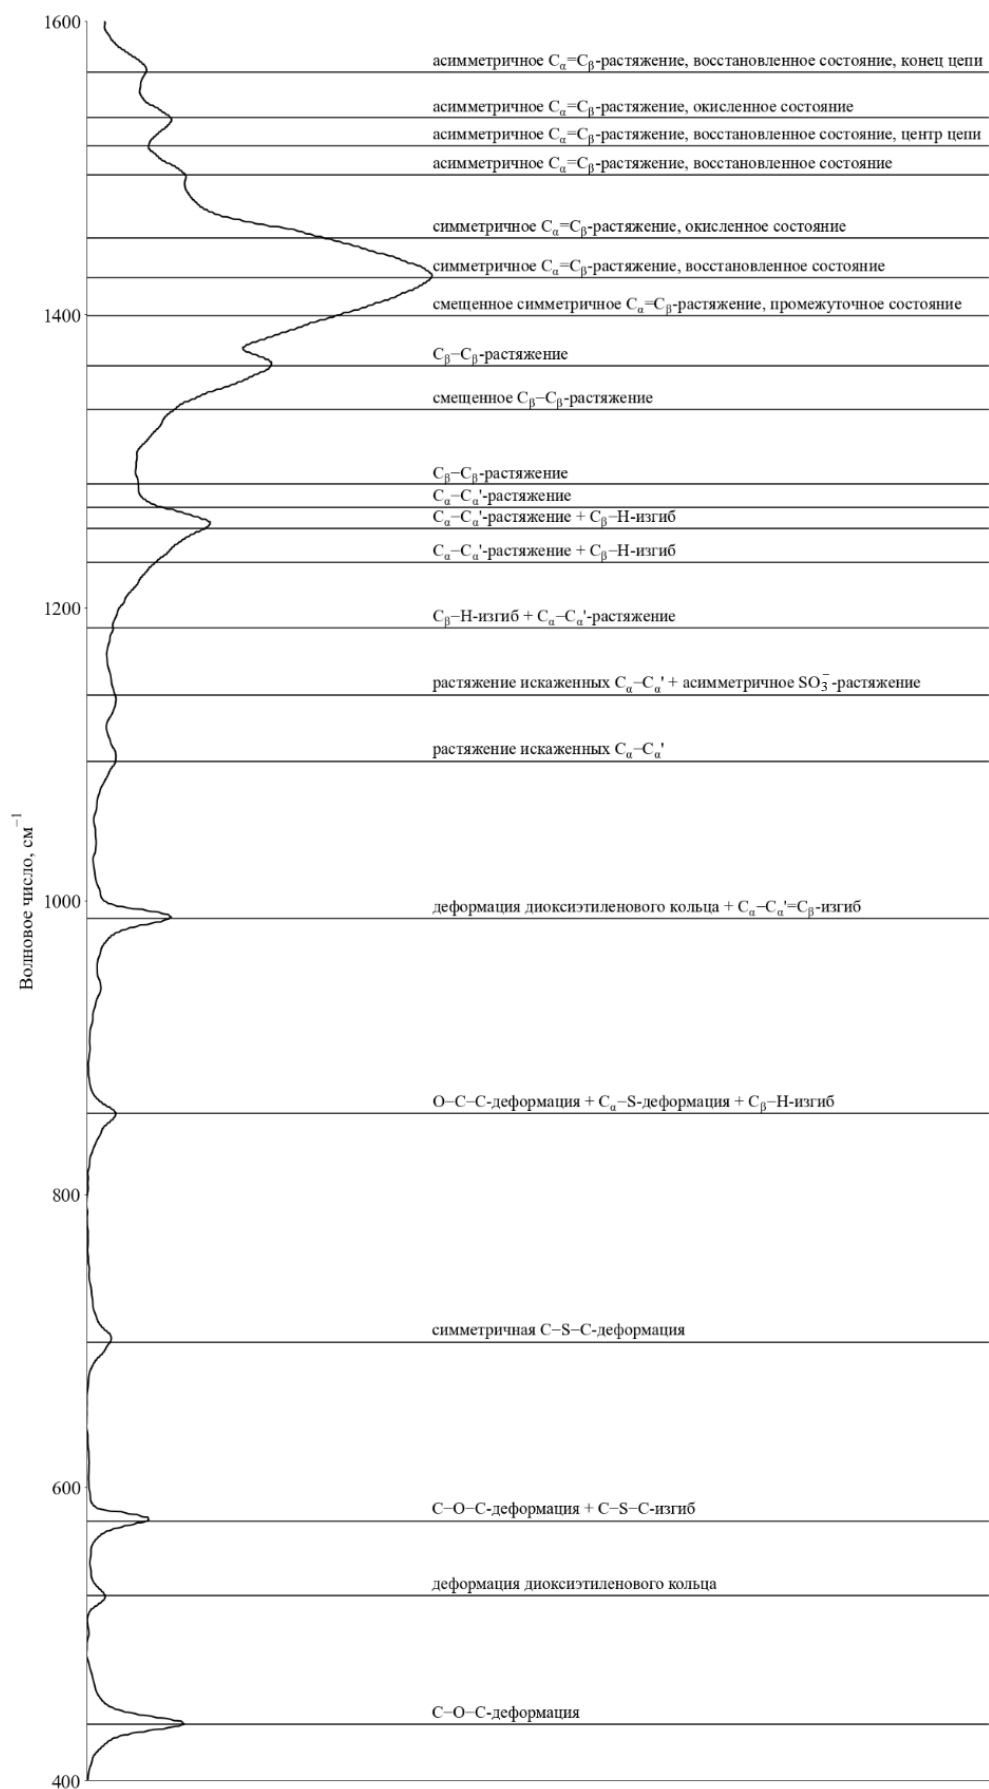 1600
асимметричное Cα=Cβ-растяжение, восстановленное состояние, конец цепи
асимметричное Cα=Cβ-растяжение, окисленное состояние
асимметричное Cα=Cβ-растяжение, восстановленное состояние, центр цепи
асимметричное Cα=Cβ-растяжение, восстановленное состояние
симметричное Cα=Cβ-растяжение, окисленное состояние
симметричное Cα=Cβ-растяжение, восстановленное состояние
смещенное симметричное Cα=Cβ-растяжение, промежуточное состояние
1400
Cβ−Cβ-растяжение
смещенное Cβ−Cβ-растяжение
Cβ−Cβ-растяжение
Cα−Cα'-растяжение
Cα−Cα'-растяжение + Cβ−H-изгиб
Cα−Cα'-растяжение + Cβ−H-изгиб
1200
Cβ−H-изгиб + Cα−Cα'-растяжение
растяжение искаженных Cα−Cα' + асимметричное SO₃⁻-растяжение
растяжение искаженных Cα−Cα'
Волновое число, см⁻¹
1000
деформация диоксиэтиленового кольца + Cα−Cα'=Cβ-изгиб
O−C−C-деформация + Cα−S-деформация + Cβ−H-изгиб
800
симметричная C−S−C-деформация
600
C−O−C-деформация + C−S−C-изгиб
деформация диоксиэтиленового кольца
C−O−C-деформация
400